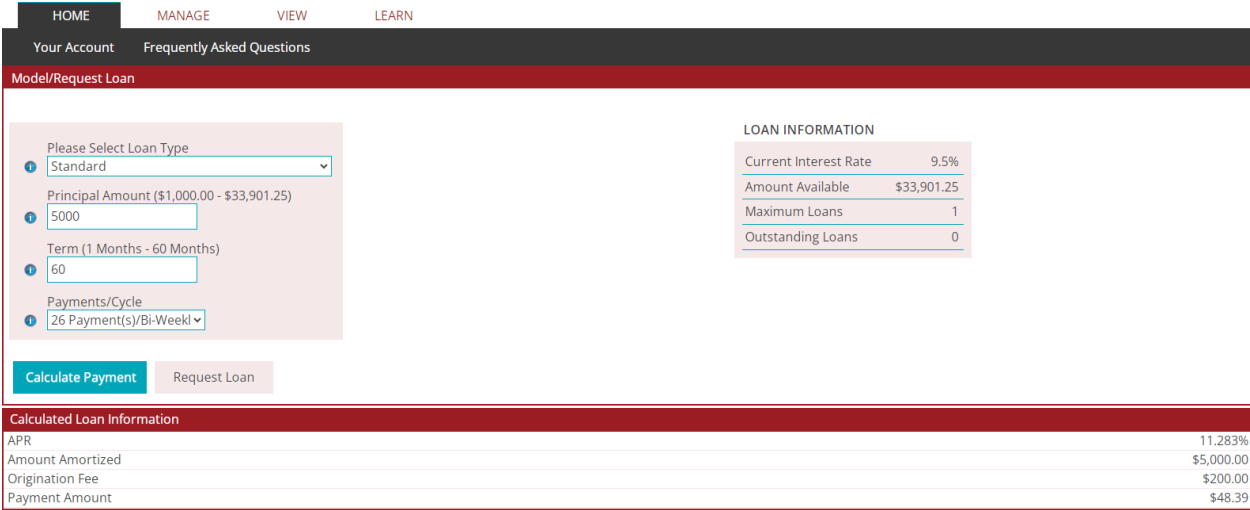 HOME MANAGE VIEW LEARN
Your Account Frequently Asked Questions
Model/Request Loan
Please Select Loan Type
Standard
Principal Amount ($1,000.00 - $33,901.25)
5000
Term (1 Months - 60 Months)
60
Payments/Cycle
26 Payment(s)/Bi-Weekl
Calculate Payment Request Loan
LOAN INFORMATION
Current Interest Rate 9.5%
Amount Available $33,901.25
Maximum Loans 1
Outstanding Loans 0
Calculated Loan Information
APR 11.283%
Amount Amortized $5,000.00
Origination Fee $200.00
Payment Amount $48.39